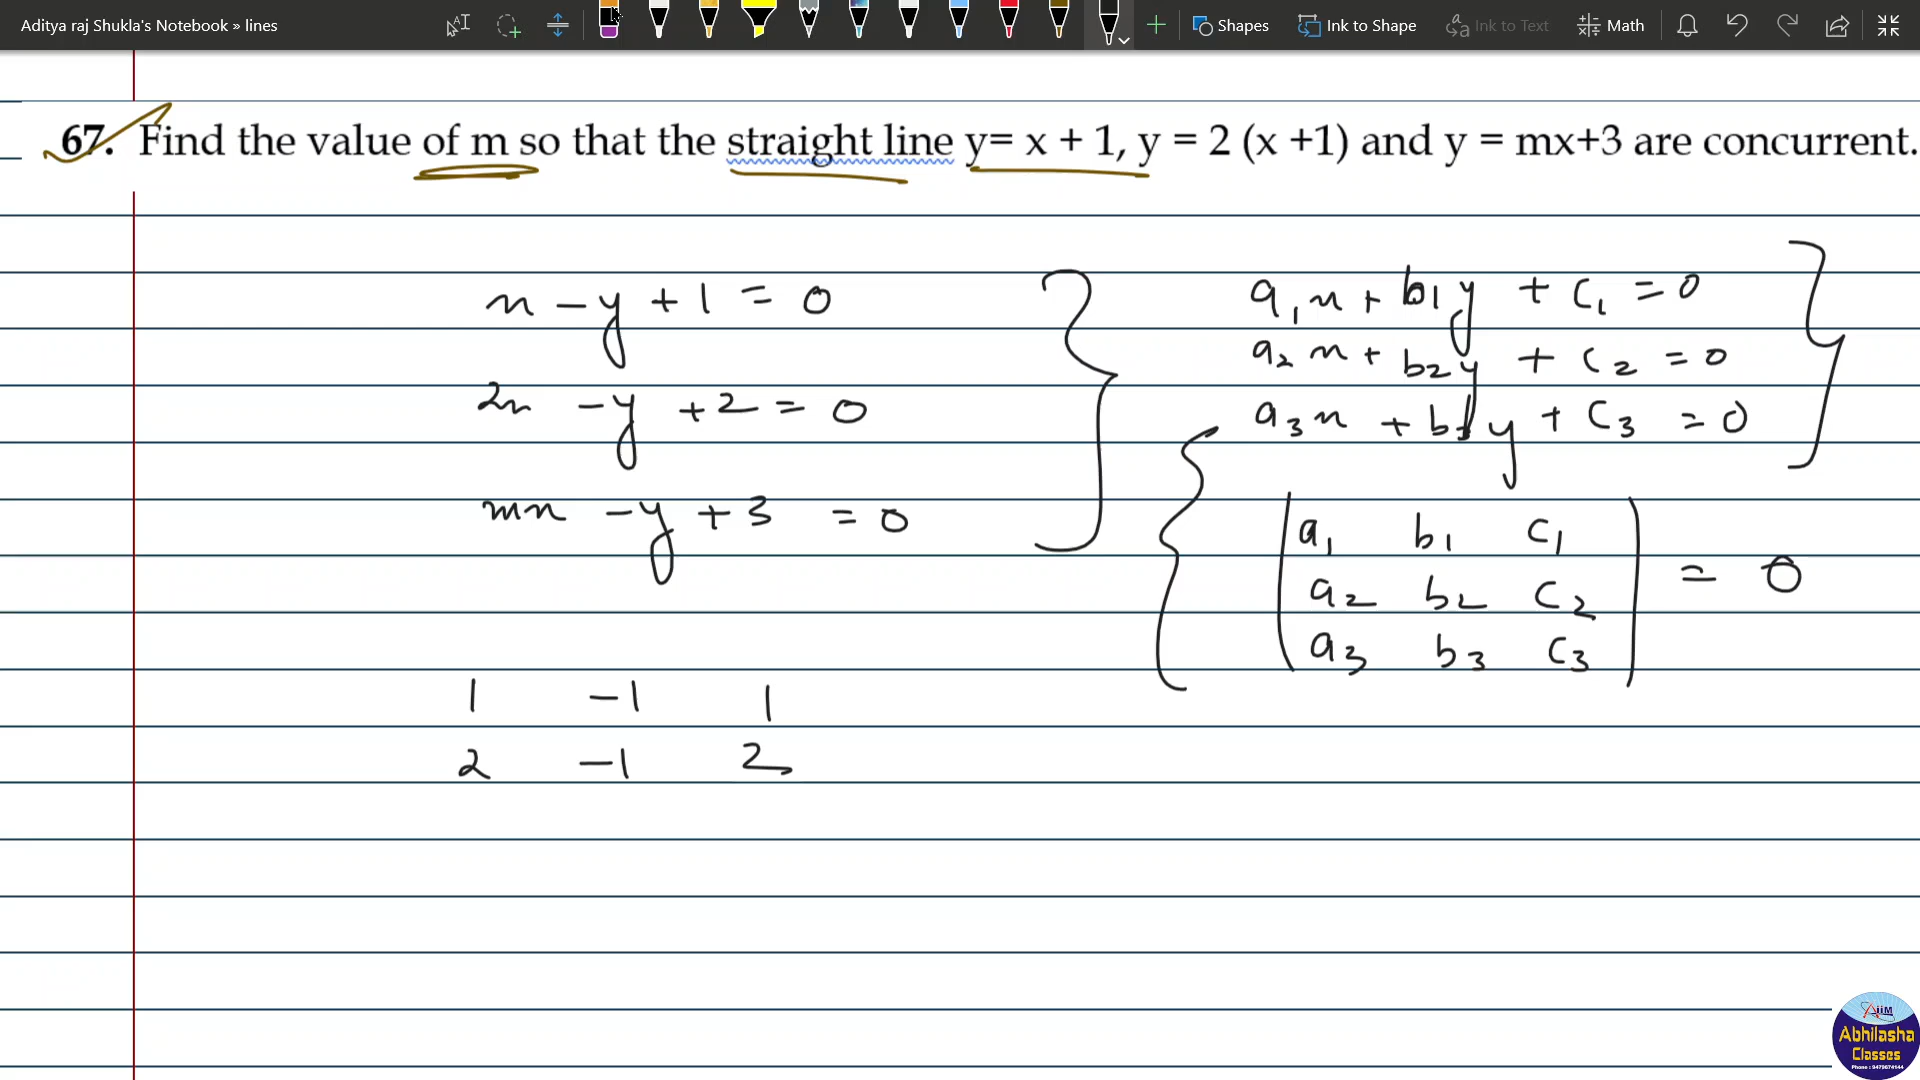 Aditya raj Shukla's Notebook » lines
Shapes
Ink to Shape
Ink to Text
Math
67. Find the value of m so that the straight line y= x + 1, y = 2 (x +1) and y = mx+3 are concurrent.
x - y + 1 = 0
2x - y + 2 = 0
mx - y + 3 = 0
a1x + b1y + c1 = 0
a2x + b2y + c2 = 0
a3x + b3y + c3 = 0
a1 b1 c1
a2 b2 c2 = 0
a3 b3 c3
1 -1 1
2 -1 2
AIIM
Abhilasha
Classes
Phone : 9479874144